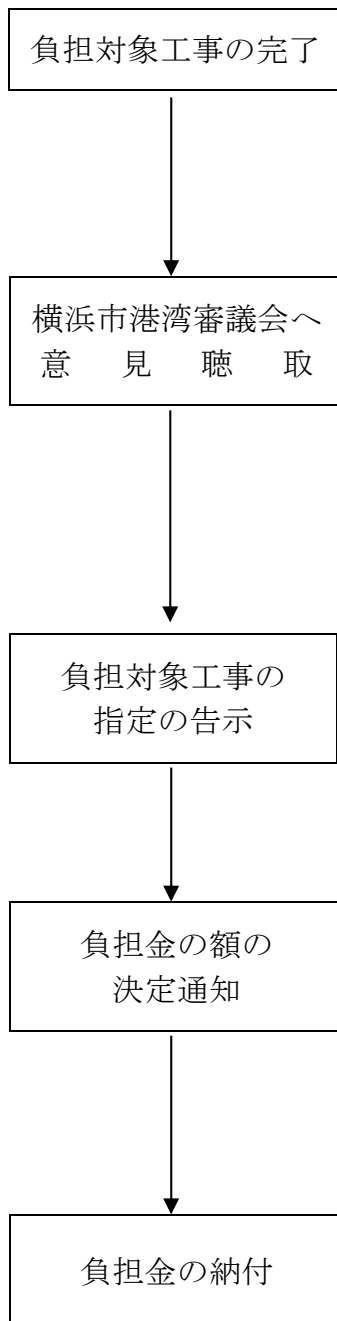 負担対象工事の完了
横浜市港湾審議会へ
意見聴取
負担対象工事の
指定の告示
負担金の額の
決定通知
負担金の納付